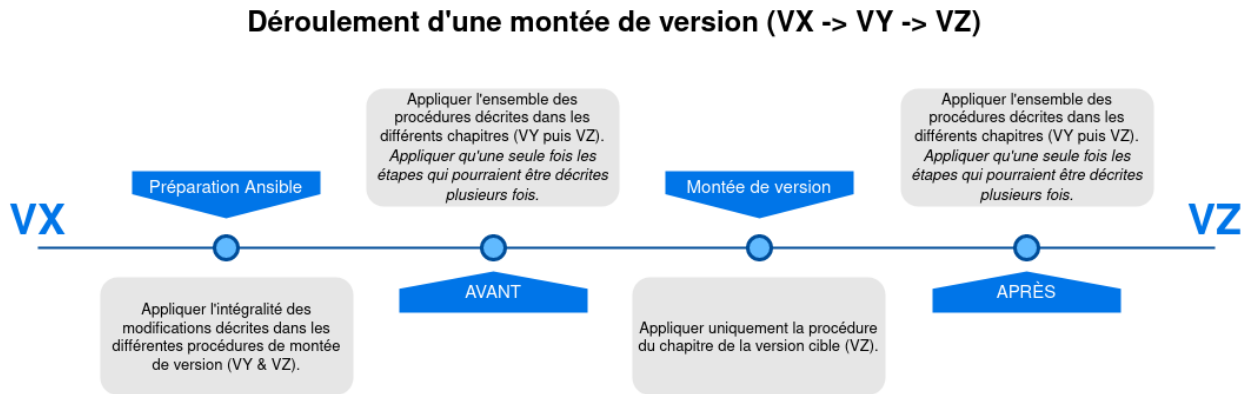 Déroulement d'une montée de version (VX -> VY -> VZ)
VX
Préparation Ansible
Appliquer l'intégralité des
modifications décrites dans les
différentes procédures de montée
de version (VY & VZ).
Appliquer l'ensemble des
procédures décrites dans les
différents chapitres (VY puis VZ).
Appliquer qu'une seule fois les
étapes qui pourraient être décrites
plusieurs fois.
AVANT
Montée de version
Appliquer uniquement la procédure
du chapitre de la version cible (VZ).
Appliquer l'ensemble des
procédures décrites dans les
différents chapitres (VY puis VZ).
Appliquer qu'une seule fois les
étapes qui pourraient être décrites
plusieurs fois.
APRÈS
VZ